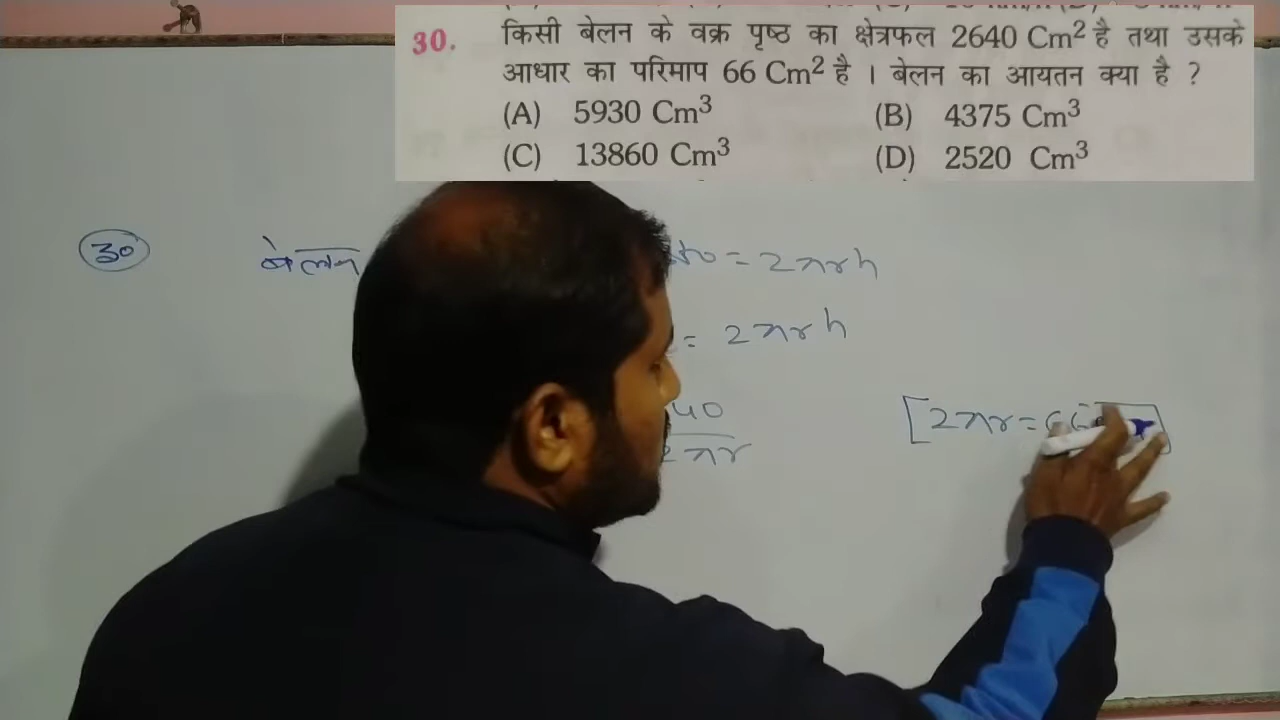 30. किसी बेलन के वक्र पृष्ठ का क्षेत्रफल 2640 Cm² है तथा उसके
आधार का परिमाप 66 Cm² है । बेलन का आयतन क्या है ?
(A) 5930 Cm³ (B) 4375 Cm³
(C) 13860 Cm³ (D) 2520 Cm³
30 बेलन = 2πrh
= 2πrh
40
2πr
[2πr=66